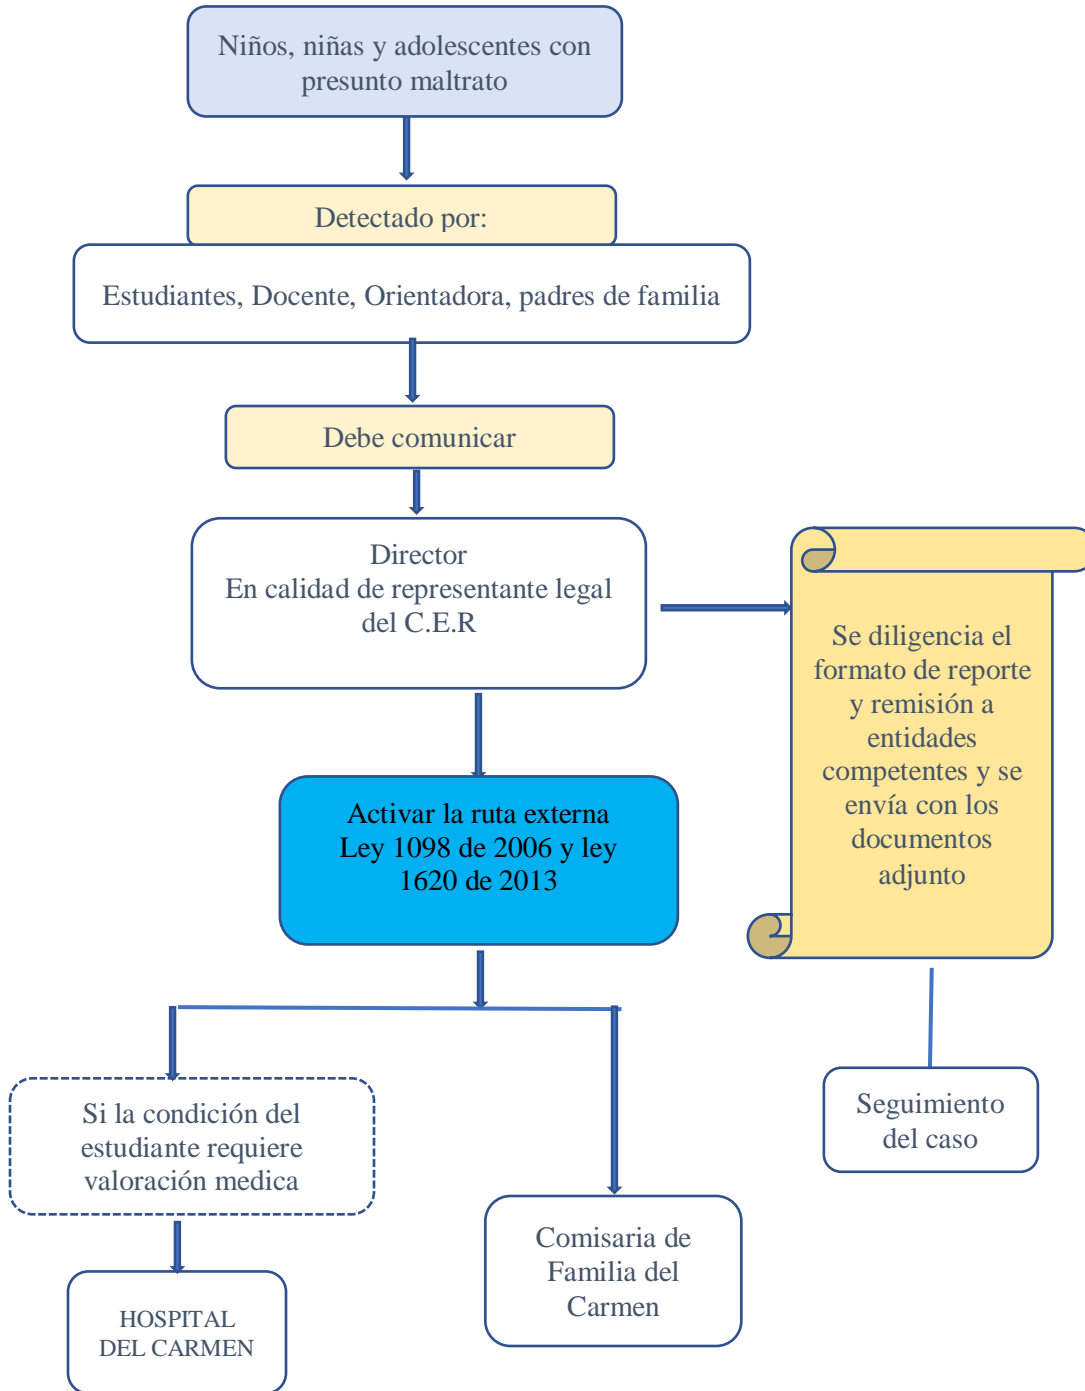 Niños, niñas y adolescentes con
presunto maltrato
Detectado por:
Estudiantes, Docente, Orientadora, padres de familia
Debe comunicar
Director
En calidad de representante legal
del C.E.R
Se diligencia el
formato de reporte
y remisión a
entidades
competentes y se
envía con los
documentos
adjunto
Activar la ruta externa
Ley 1098 de 2006 y ley
1620 de 2013
Si la condición del
estudiante requiere
valoración medica
Seguimiento
del caso
Comisaria de
Familia del
Carmen
HOSPITAL
DEL CARMEN